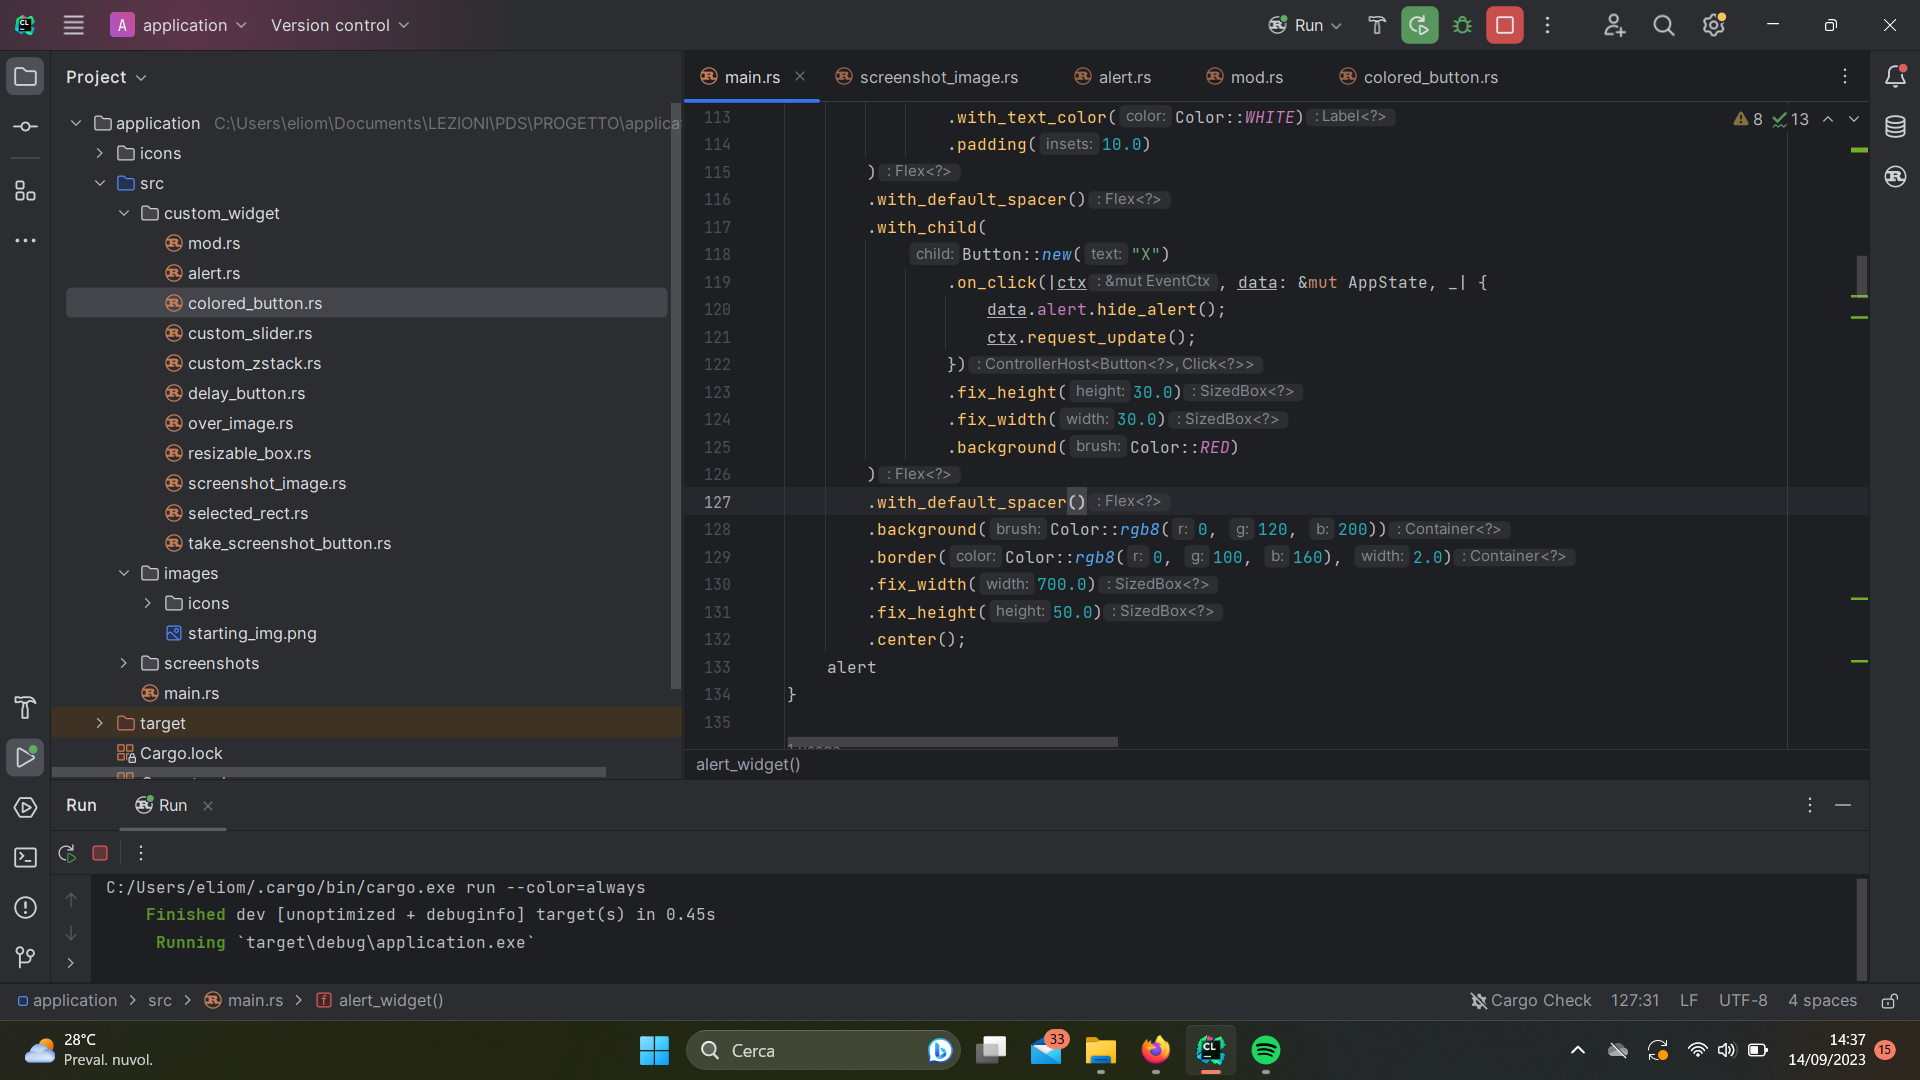 A application Version control Run
Project
main.rs screenshot_image.rs alert.rs mod.rs colored_button.rs
application C:\Users\eliom\Documents\LEZIONI\PDS\PROGETTO\applica
icons
src
custom_widget
mod.rs
alert.rs
colored_button.rs
custom_slider.rs
custom_zstack.rs
delay_button.rs
over_image.rs
resizable_box.rs
screenshot_image.rs
selected_rect.rs
take_screenshot_button.rs
images
icons
starting_img.png
screenshots
main.rs
target
Cargo.lock
8 13
113 .with_text_color( color: Color::WHITE) : Label<?>
114 .padding( insets: 10.0)
115 ) : Flex<?>
116 .with_default_spacer() : Flex<?>
117 .with_child(
118 child: Button::new( text: "X")
119 .on_click(|ctx : &mut EventCtx , data: &mut AppState, _| {
120 data.alert.hide_alert();
121 ctx.request_update();
122 }) : ControllerHost<Button<?>, Click<?>>
123 .fix_height( height: 30.0) : SizedBox<?>
124 .fix_width( width: 30.0) : SizedBox<?>
125 .background( brush: Color::RED)
126 ) : Flex<?>
127 .with_default_spacer() : Flex<?>
128 .background( brush: Color::rgb8( r: 0, g: 120, b: 200)) : Container<?>
129 .border( color: Color::rgb8( r: 0, g: 100, b: 160), width: 2.0) : Container<?>
130 .fix_width( width: 700.0) : SizedBox<?>
131 .fix_height( height: 50.0) : SizedBox<?>
132 .center();
133 alert
134 }
135
alert_widget()
Run Run
C:/Users/eliom/.cargo/bin/cargo.exe run --color=always
Finished dev [unoptimized + debuginfo] target(s) in 0.45s
Running `target\debug\application.exe`
application > src > main.rs > alert_widget()
Cargo Check 127:31 LF UTF-8 4 spaces
28°C
Preval. nuvol.
Cerca
33
14:37
14/09/2023
15